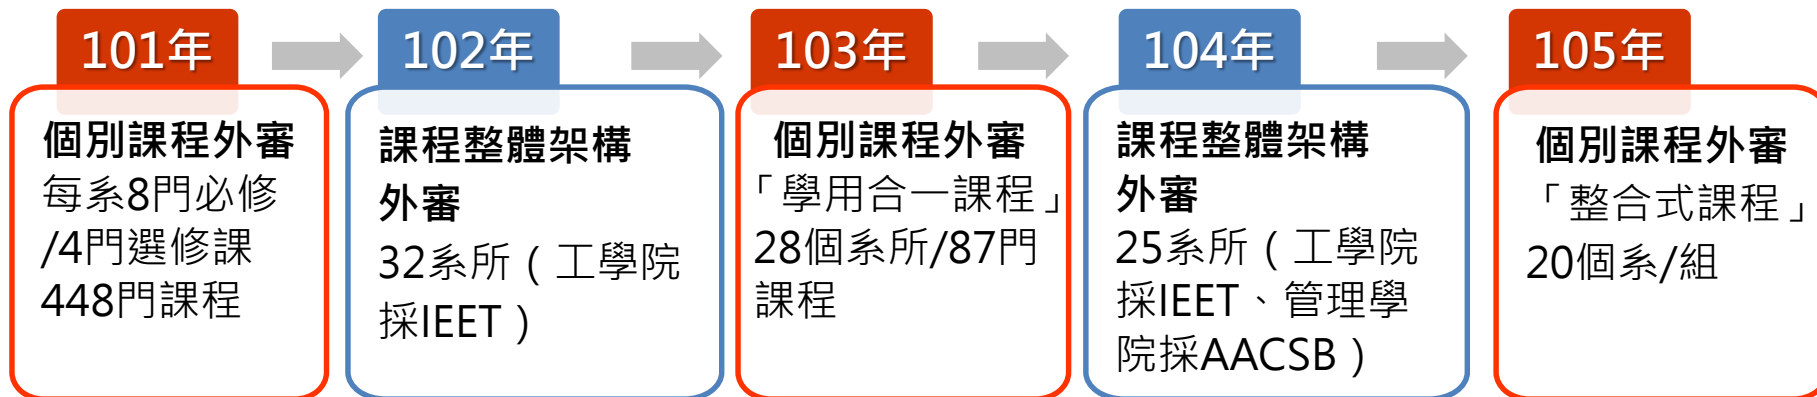 101年
個別課程外審
每系8門必修
/4門選修課
448門課程
102年
課程整體架構
外審
32系所（工學院
採IEET）
103年
個別課程外審
「學用合一課程」
28個系所/87門
課程
104年
課程整體架構
外審
25系所（工學院
採IEET、管理學
院採AACSB）
105年
個別課程外審
「整合式課程」
20個系/組